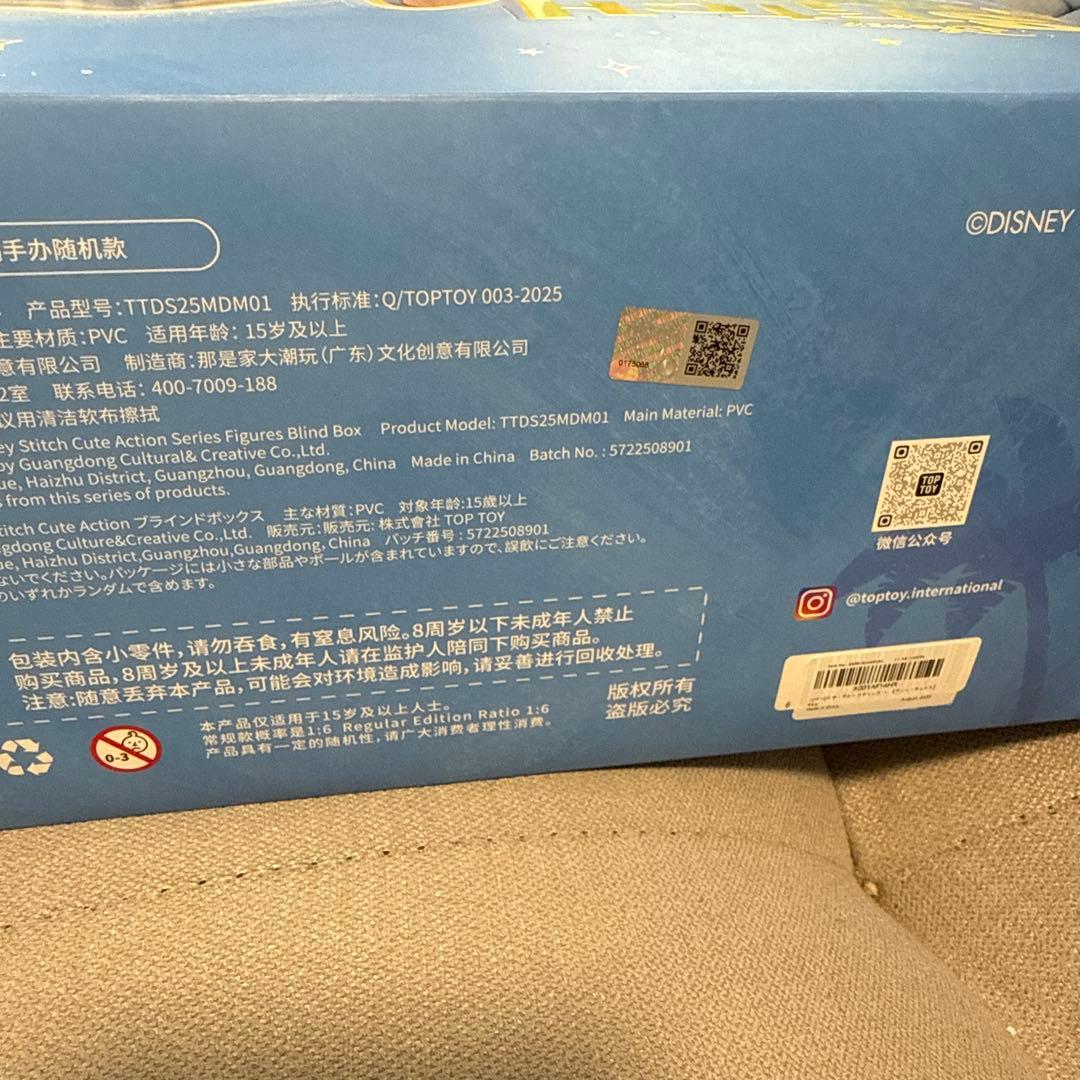 ©DISNEY
手办随机款
产品型号:TTDS25MDM01 执行标准:Q/TOPTOY 003-2025
主要材质:PVC 适用年龄: 15岁及以上
意有限公司 制造商:那是家大潮玩(广东)文化创意有限公司
2室 联系电话: 400-7009-188
议用清洁软布擦拭
ey Stitch Cute Action Series Figures Blind Box Product Model: TTDS25MDM01 Main Material: PVC
oy Guangdong Cultural& Creative Co.,Ltd.
ue, Haizhu District, Guangzhou, Guangdong, China Made in China Batch No. : 5722508901
s from this series of products.
titch Cute Action ブラインドボックス 主な材質:PVC 対象年齢:15歳以上
gdong Culture&Creative Co.,Ltd. 販売元:販売元: 株式會社 TOP TOY
ue, Haizhu District,Guangzhou,Guangdong, China バッチ番号 : 5722508901
ないでください。パッケージには小さな部品やボールが含まれていますので、誤飲にご注意ください。
のいずれかランダムで含めます。
0175066
TOP
TOY
微信公众号
@toptoy.international
包装内含小零件,请勿吞食,有窒息风险。8周岁以下未成年人禁止
购买商品,8周岁及以上未成年人请在监护人陪同下购买商品。
注意:随意丢弃本产品,可能会对环境造成影响,请妥善进行回收处理。
0-3
本产品仅适用于15岁及以上人士。
常规款概率是1:6 Regular Edition Ratio 1:6
产品具有一定的随机性,请广大消费者理性消费。
版权所有
盗版必究